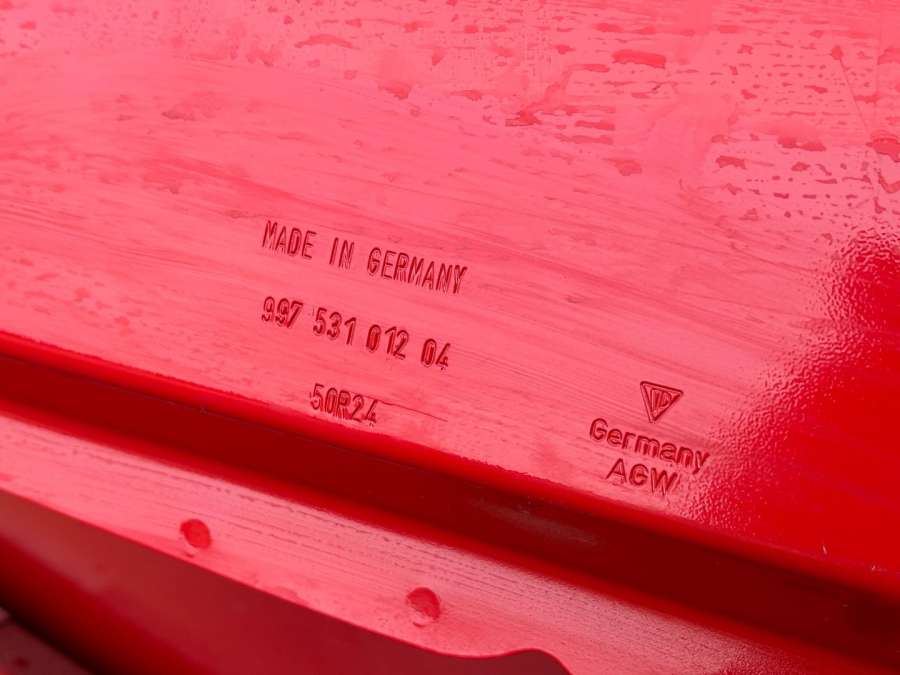 MADE IN GERMANY
997 531 012 04
50R24
Germany
AGW